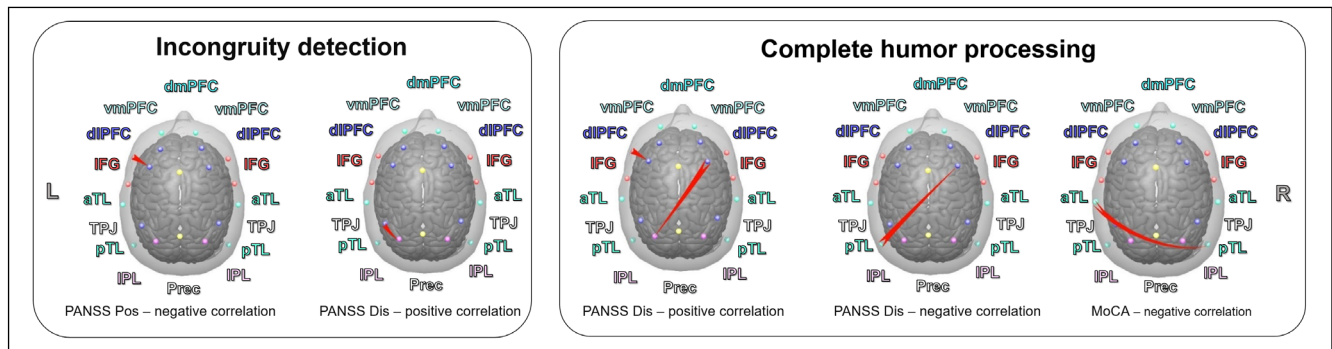 Incongruity detection
Complete humor processing
dmPFC
vmPFC vmPFC
dlPFC dlPFC
IFG IFG
aTL aTL
TPJ TPJ
pTL pTL
IPL IPL
Prec
PANSS Pos – negative correlation
dmPFC
vmPFC vmPFC
dlPFC dlPFC
IFG IFG
aTL aTL
TPJ TPJ
pTL pTL
IPL IPL
Prec
PANSS Dis – positive correlation
dmPFC
vmPFC vmPFC
dlPFC dlPFC
IFG IFG
aTL aTL
TPJ TPJ
pTL pTL
IPL IPL
Prec
PANSS Dis – positive correlation
dmPFC
vmPFC vmPFC
dlPFC dlPFC
IFG IFG
aTL aTL
TPJ TPJ
pTL pTL
IPL IPL
Prec
PANSS Dis – negative correlation
dmPFC
vmPFC vmPFC
dlPFC dlPFC
IFG IFG
aTL aTL
TPJ TPJ
pTL pTL
IPL IPL
Prec
MoCA – negative correlation
L
R